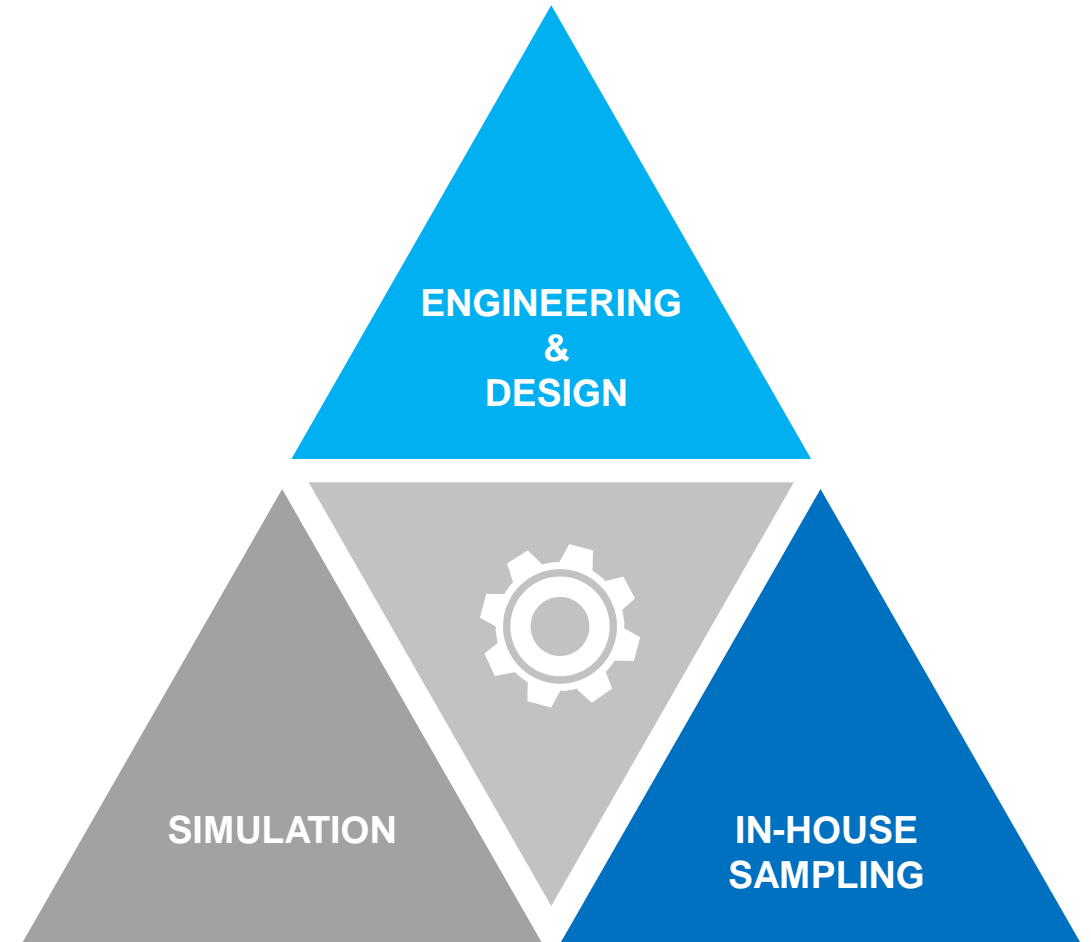 ENGINEERING
&
DESIGN
SIMULATION
IN-HOUSE
SAMPLING